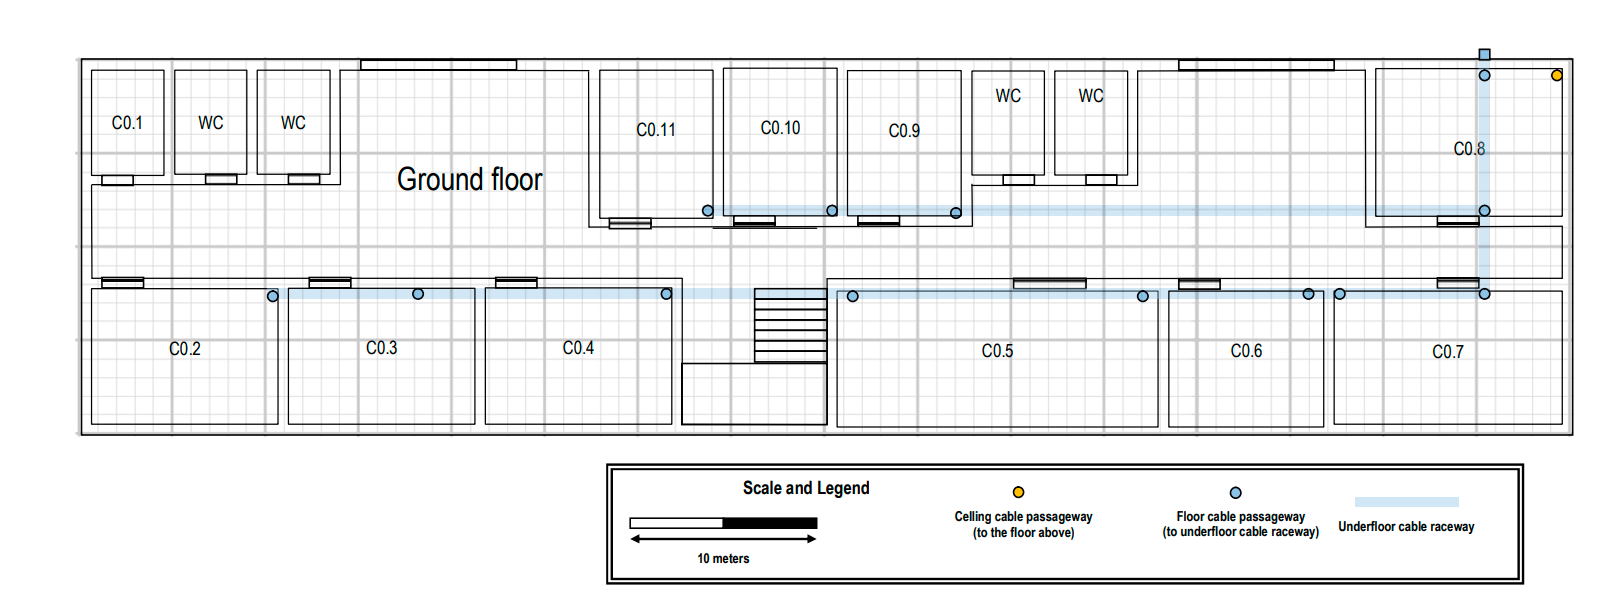 C0.1
WC
WC
C0.11
C0.10
C0.9
WC
WC
C0.8
Ground floor
C0.2
C0.3
C0.4
C0.5
C0.6
C0.7
Scale and Legend
10 meters
Celling cable passageway
(to the floor above)
Floor cable passageway
(to underfloor cable raceway)
Underfloor cable raceway